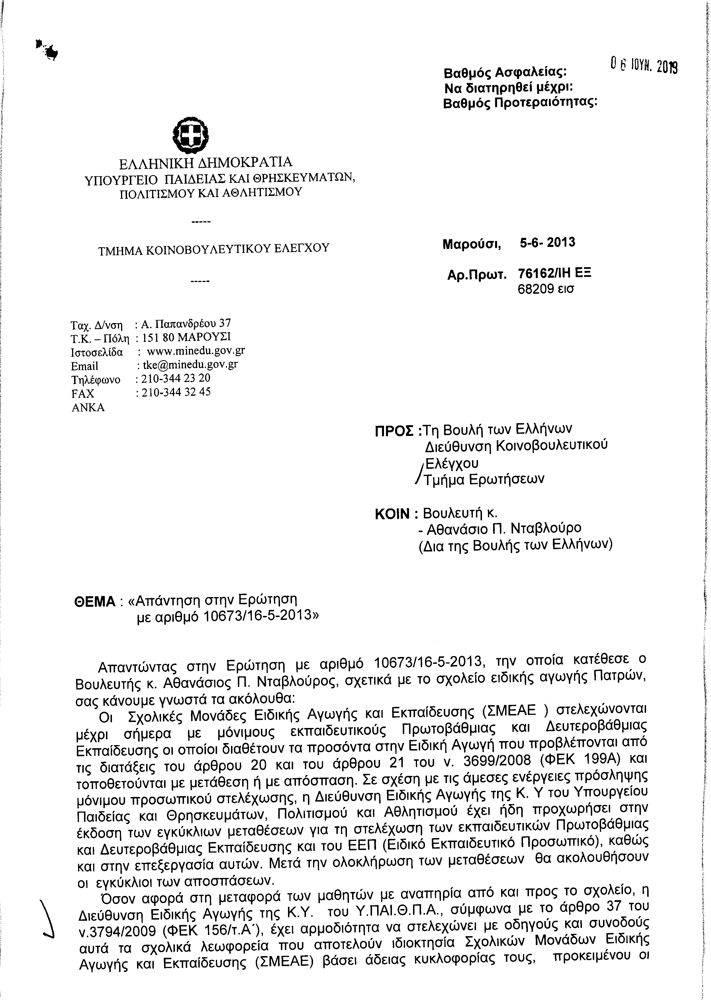 06 ΙΟΥΝ. 2013
Βαθμός Ασφαλείας:
Να διατηρηθεί μέχρι:
Βαθμός Προτεραιότητας:
ΕΛΛΗΝΙΚΗ ΔΗΜΟΚΡΑΤΙΑ
ΥΠΟΥΡΓΕΙΟ ΠΑΙΔΕΙΑΣ ΚΑΙ ΘΡΗΣΚΕΥΜΑΤΩΝ,
ΠΟΛΙΤΙΣΜΟΥ ΚΑΙ ΑΘΛΗΤΙΣΜΟΥ
-----
ΤΜΗΜΑ ΚΟΙΝΟΒΟΥΛΕΥΤΙΚΟΥ ΕΛΕΓΧΟΥ
-----
Μαρούσι, 5-6- 2013
Αρ.Πρωτ. 76162/ΙΗ ΕΞ
68209 εισ
Ταχ. Δ/νση : Α. Παπανδρέου 37
Τ.Κ. – Πόλη : 151 80 ΜΑΡΟΥΣΙ
Ιστοσελίδα : www.minedu.gov.gr
Email : tke@minedu.gov.gr
Τηλέφωνο : 210-344 23 20
FAX : 210-344 32 45
ΑΝΚΑ
ΠΡΟΣ :Τη Βουλή των Ελλήνων
Διεύθυνση Κοινοβουλευτικού
Ελέγχου
Τμήμα Ερωτήσεων
ΚΟΙΝ : Βουλευτή κ.
- Αθανάσιο Π. Νταβλούρο
(Δια της Βουλής των Ελλήνων)
ΘΕΜΑ : «Απάντηση στην Ερώτηση
με αριθμό 10673/16-5-2013»
Απαντώντας στην Ερώτηση με αριθμό 10673/16-5-2013, την οποία κατέθεσε ο
Βουλευτής κ. Αθανάσιος Π. Νταβλούρος, σχετικά με το σχολείο ειδικής αγωγής Πατρών,
σας κάνουμε γνωστά τα ακόλουθα:
Οι Σχολικές Μονάδες Ειδικής Αγωγής και Εκπαίδευσης (ΣΜΕΑΕ ) στελεχώνονται
μέχρι σήμερα με μόνιμους εκπαιδευτικούς Πρωτοβάθμιας και Δευτεροβάθμιας
Εκπαίδευσης οι οποίοι διαθέτουν τα προσόντα στην Ειδική Αγωγή που προβλέπονται από
τις διατάξεις του άρθρου 20 και του άρθρου 21 του ν. 3699/2008 (ΦΕΚ 199Α) και
τοποθετούνται με μετάθεση ή με απόσπαση. Σε σχέση με τις άμεσες ενέργειες πρόσληψης
μόνιμου προσωπικού στελέχωσης, η Διεύθυνση Ειδικής Αγωγής της Κ. Υ του Υπουργείου
Παιδείας και Θρησκευμάτων, Πολιτισμού και Αθλητισμού έχει ήδη προχωρήσει στην
έκδοση των εγκύκλιων μεταθέσεων για τη στελέχωση των εκπαιδευτικών Πρωτοβάθμιας
και Δευτεροβάθμιας Εκπαίδευσης και του ΕΕΠ (Ειδικό Εκπαιδευτικό Προσωπικό), καθώς
και στην επεξεργασία αυτών. Μετά την ολοκλήρωση των μεταθέσεων θα ακολουθήσουν
οι εγκύκλιοι των αποσπάσεων.
Όσον αφορά στη μεταφορά των μαθητών με αναπηρία από και προς το σχολείο, η
Διεύθυνση Ειδικής Αγωγής της Κ.Υ. του Υ.ΠΑΙ.Θ.Π.Α., σύμφωνα με το άρθρο 37 του
ν.3794/2009 (ΦΕΚ 156/τ.Α΄), έχει αρμοδιότητα να στελεχώνει με οδηγούς και συνοδούς
αυτά τα σχολικά λεωφορεία που αποτελούν ιδιοκτησία Σχολικών Μονάδων Ειδικής
Αγωγής και Εκπαίδευσης (ΣΜΕΑΕ) βάσει άδειας κυκλοφορίας τους, προκειμένου οι